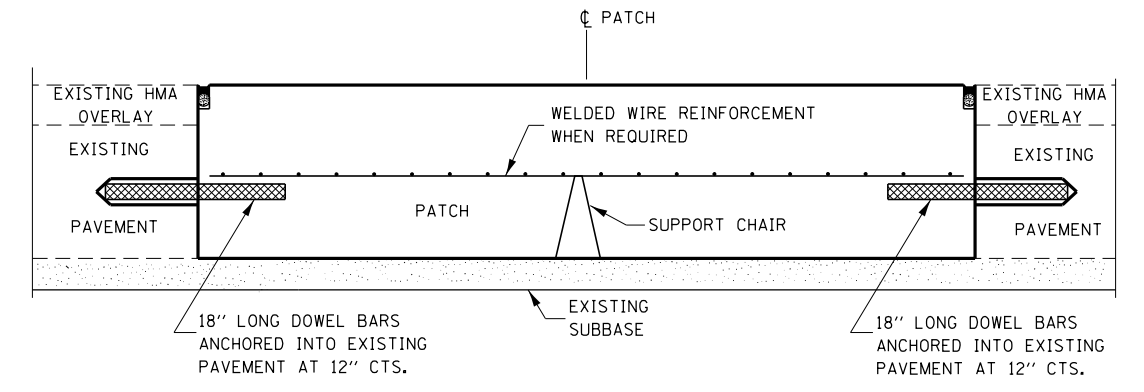 ℄ PATCH
EXISTING HMA
OVERLAY
EXISTING
PAVEMENT
WELDED WIRE REINFORCEMENT
WHEN REQUIRED
PATCH
SUPPORT CHAIR
EXISTING HMA
OVERLAY
EXISTING
PAVEMENT
18" LONG DOWEL BARS
ANCHORED INTO EXISTING
PAVEMENT AT 12" CTS.
EXISTING
SUBBASE
18" LONG DOWEL BARS
ANCHORED INTO EXISTING
PAVEMENT AT 12" CTS.